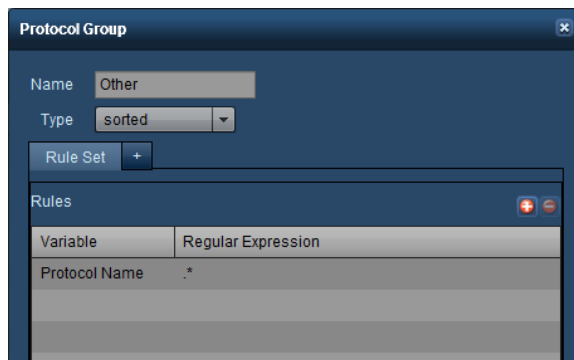 Protocol Group
Name Other
Type sorted
Rule Set +
Rules
Variable Regular Expression
Protocol Name .*